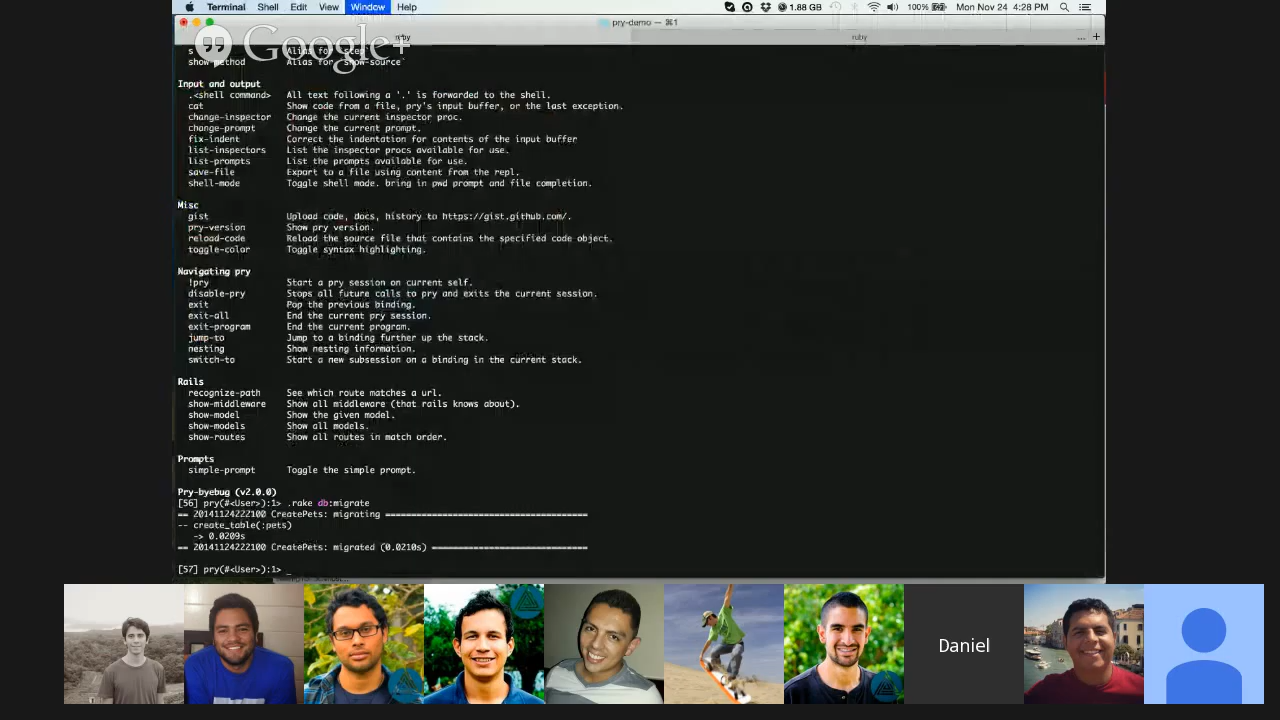 Terminal Shell Edit View Window Help 1.88 GB 100% Mon Nov 24 4:28 PM
pry-demo — ⌘1
Google+
ruby ruby ... +
s Alias for `step`
show-method Alias for `show-source`
Input and output
.<shell command> All text following a '.' is forwarded to the shell.
cat Show code from a file, pry's input buffer, or the last exception.
change-inspector Change the current inspector proc.
change-prompt Change the current prompt.
fix-indent Correct the indentation for contents of the input buffer
list-inspectors List the inspector procs available for use.
list-prompts List the prompts available for use.
save-file Export to a file using content from the repl.
shell-mode Toggle shell mode. bring in pwd prompt and file completion.
Misc
gist Upload code, docs, history to https://gist.github.com/.
pry-version Show pry version.
reload-code Reload the source file that contains the specified code object.
toggle-color Toggle syntax highlighting.
Navigating pry
!pry Start a pry session on current self.
disable-pry Stops all future calls to pry and exits the current session.
exit Pop the previous binding.
exit-all End the current pry session.
exit-program End the current program.
jump-to Jump to a binding further up the stack.
nesting Show nesting information.
switch-to Start a new subsession on a binding in the current stack.
Rails
recognize-path See which route matches a url.
show-middleware Show all middleware (that rails knows about).
show-model Show the given model.
show-models Show all models.
show-routes Show all routes in match order.
Prompts
simple-prompt Toggle the simple prompt.
Pry-byebug (v2.0.0)
[56] pry(#<User>):1> .rake db:migrate
== 20141124222100 CreatePets: migrating ======================================
-- create_table(:pets)
-> 0.0209s
== 20141124222100 CreatePets: migrated (0.0210s) =============================
[57] pry(#<User>):1> _
Daniel